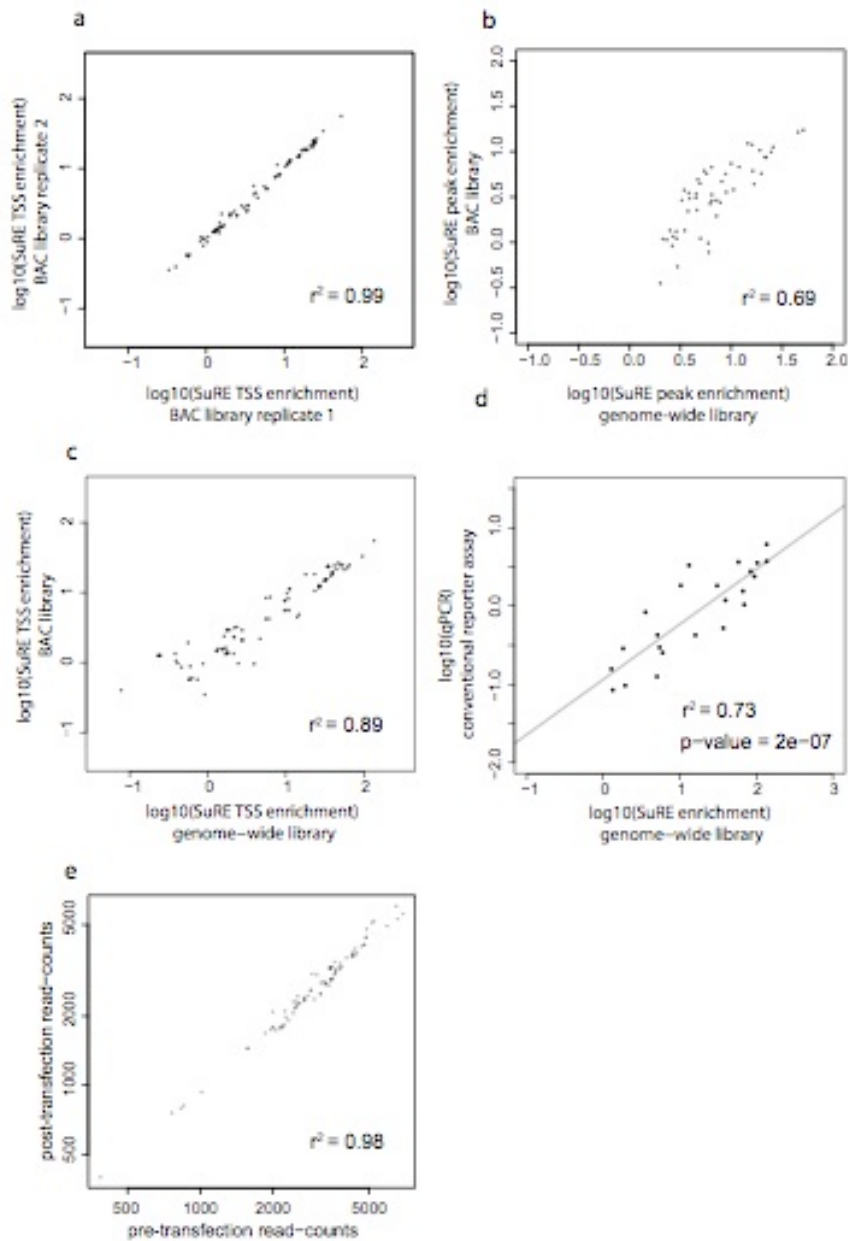 a
log10(SuRE TSS enrichment)
BAC library replicate 2
2
1
0
−1
r² = 0.99
−1 0 1 2
log10(SuRE TSS enrichment)
BAC library replicate 1
b
log10(SuRE peak enrichment)
BAC library
2.0
1.5
1.0
0.5
0.0
−0.5
−1.0
r² = 0.69
−1.0 −0.5 0.0 0.5 1.0 1.5 2.0
log10(SuRE peak enrichment)
genome-wide library
c
log10(SuRE TSS enrichment)
BAC library
2
1
0
−1
r² = 0.89
−1 0 1 2
log10(SuRE TSS enrichment)
genome−wide library
d
log10(qPCR)
conventional reporter assay
1.0
0.0
−1.0
−2.0
r² = 0.73
p−value = 2e−07
−1 0 1 2 3
log10(SuRE enrichment)
genome−wide library
e
post-transfection read−counts
5000
2000
1000
500
r² = 0.98
500 1000 2000 5000
pre-transfection read−counts